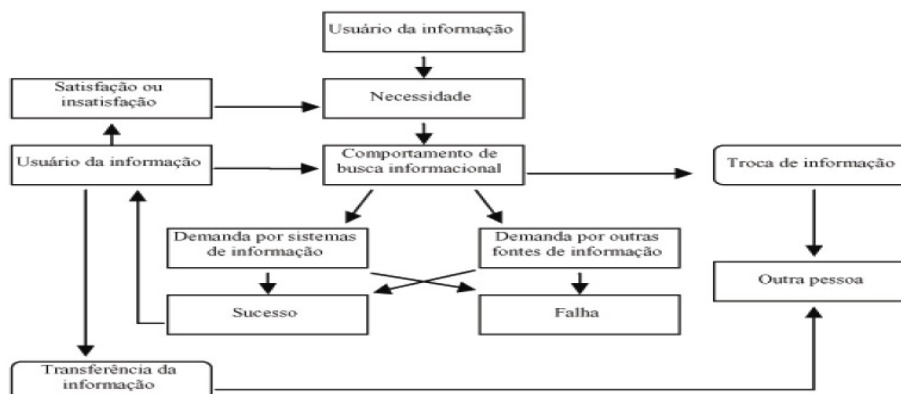 Usuário da informação
Satisfação ou
insatisfação
Necessidade
Usuário da informação
Comportamento de
busca informacional
Troca de informação
Demanda por sistemas
de informação
Demanda por outras
fontes de informação
Outra pessoa
Sucesso
Falha
Transferência da
informação